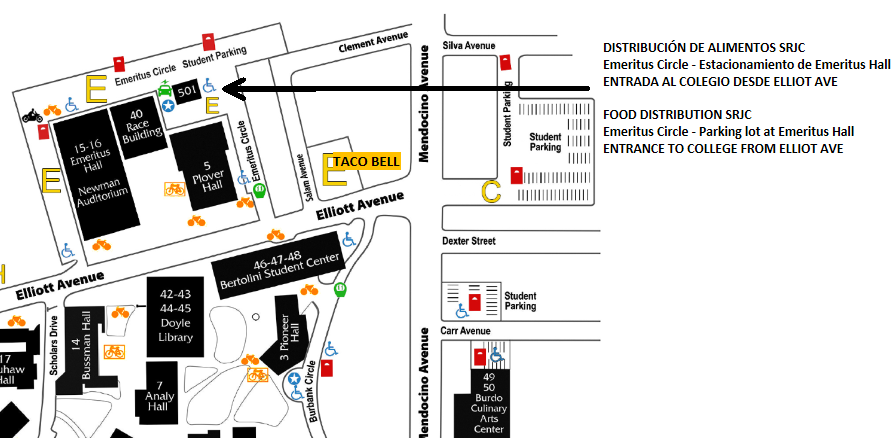 DISTRIBUCIÓN DE ALIMENTOS SRJC
Emeritus Circle - Estacionamiento de Emeritus Hall
ENTRADA AL COLEGIO DESDE ELLIOT AVE
FOOD DISTRIBUTION SRJC
Emeritus Circle - Parking lot at Emeritus Hall
ENTRANCE TO COLLEGE FROM ELLIOT AVE
Clement Avenue
Silva Avenue
Mendocino Avenue
Emeritus Circle
Student Parking
E
501
E
40
Race
Building
15-16
Emeritus
Hall
Newman
Auditorium
E
5
Plover
Hall
Emeritus Circle
Salem Avenue
E
TACO BELL
Student Parking
Student
Parking
C
Elliott Avenue
Dexter Street
46-47-48
Bertolini Student Center
Elliott Avenue
42-43
44-45
Doyle
Library
Student
Parking
Carr Avenue
Scholars Drive
14
Bussman Hall
3 Pioneer
Hall
Burbank Circle
Mendocino Avenue
17
Hall
7
Analy
Hall
49
50
Burdo
Culinary
Arts
Center